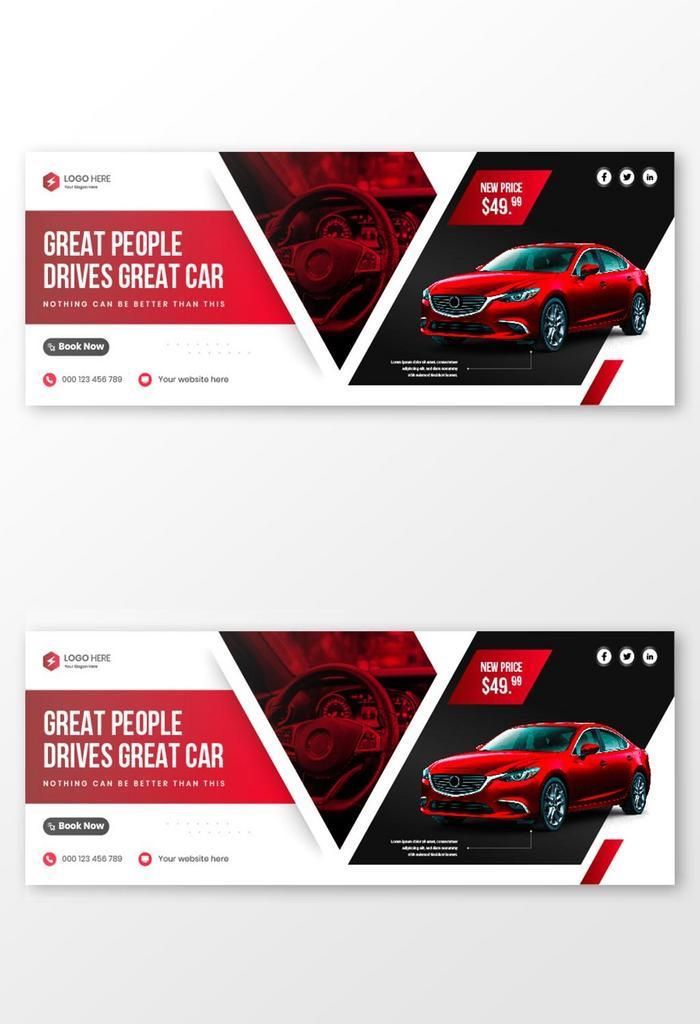 LOGO HERE
Your Slogan Here
GREAT PEOPLE
DRIVES GREAT CAR
NOTHING CAN BE BETTER THAN THIS
Book Now
000 123 456 789
Your website here
NEW PRICE
$49.99
Lorem ipsum dolor sit amet, consectetuer
adipiscing elit, sed diam nonummy
nibh euismod tincidunt laoreet.
LOGO HERE
Your Slogan Here
GREAT PEOPLE
DRIVES GREAT CAR
NOTHING CAN BE BETTER THAN THIS
Book Now
000 123 456 789
Your website here
NEW PRICE
$49.99
Lorem ipsum dolor sit amet, consectetuer
adipiscing elit, sed diam nonummy
nibh euismod tincidunt laoreet.